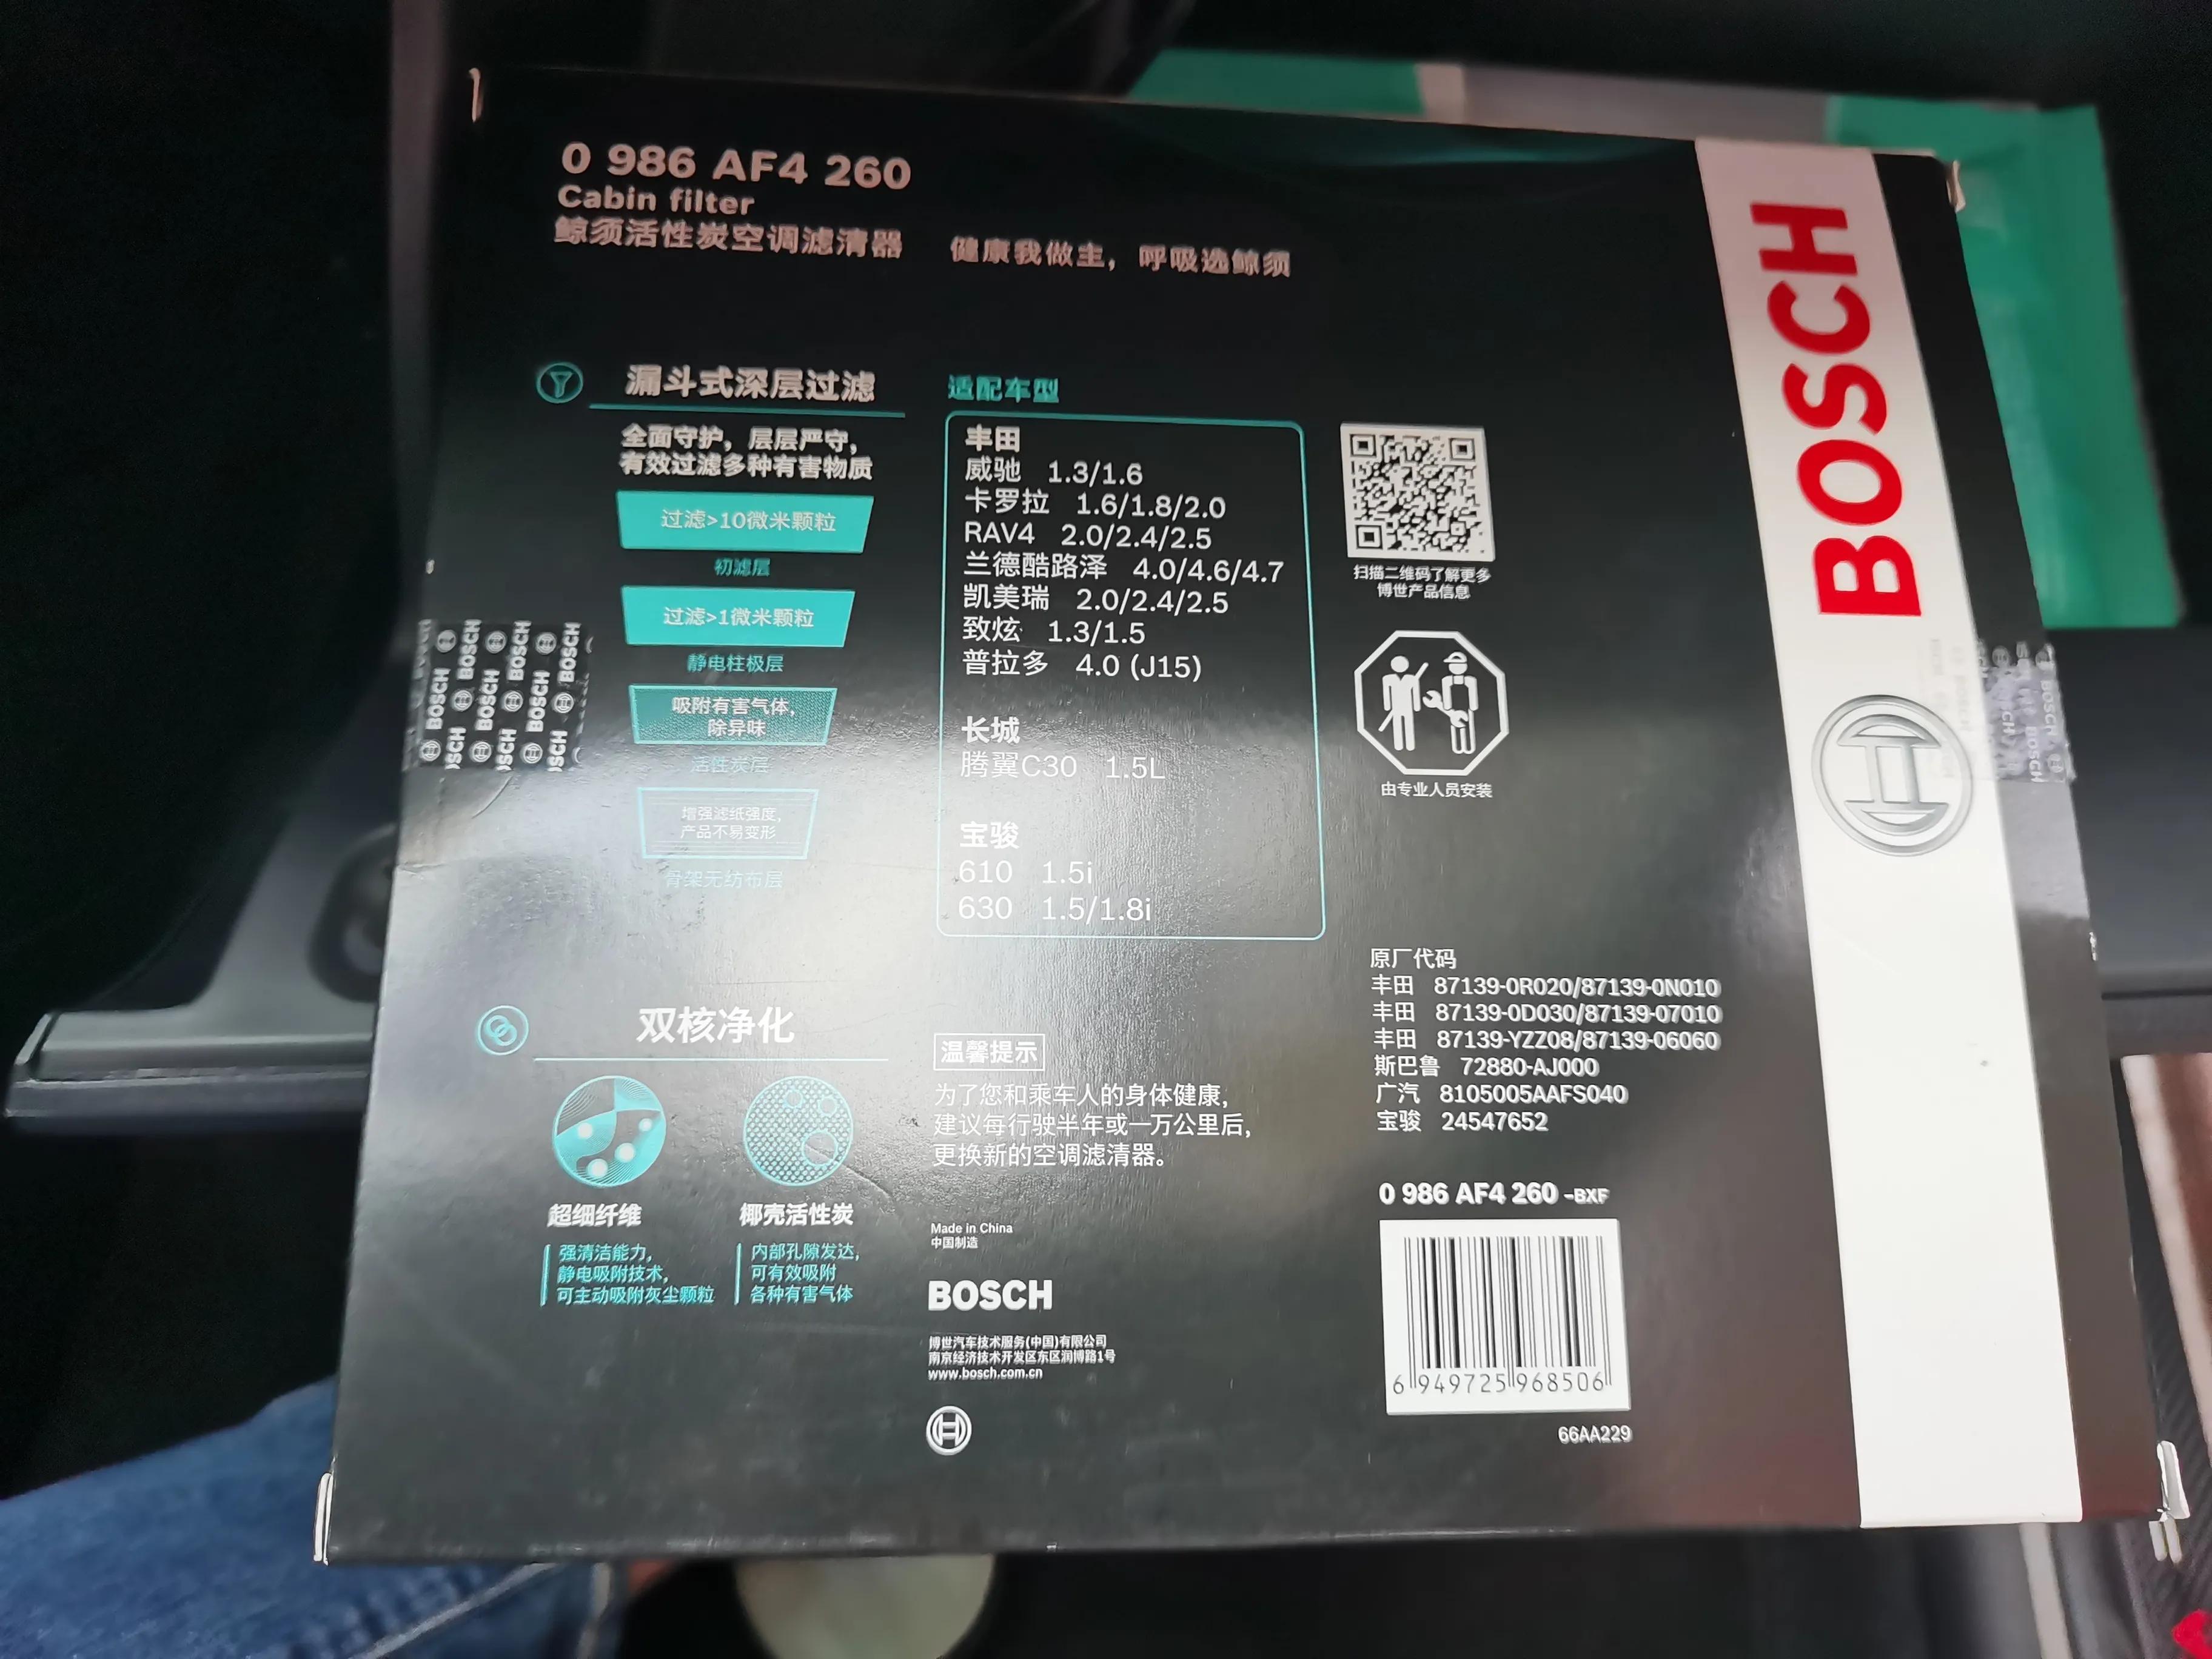 0 986 AF4 260
Cabin filter
鲸须活性炭空调滤清器
健康我做主，呼吸选鲸须
漏斗式深层过滤
全面守护，层层严守，
有效过滤多种有害物质
过滤>10微米颗粒
初滤层
过滤>1微米颗粒
静电柱极层
吸附有害气体，
除异味
活性炭层
增强滤纸强度，
产品不易变形
骨架无纺布层
双核净化
超细纤维
强清洁能力，
静电吸附技术，
可主动吸附灰尘颗粒
椰壳活性炭
内部孔隙发达，
可有效吸附
各种有害气体
适配车型
丰田
威驰 1.3/1.6
卡罗拉 1.6/1.8/2.0
RAV4 2.0/2.4/2.5
兰德酷路泽 4.0/4.6/4.7
凯美瑞 2.0/2.4/2.5
致炫 1.3/1.5
普拉多 4.0 (J15)
长城
腾翼C30 1.5L
宝骏
610 1.5i
630 1.5/1.8i
温馨提示
为了您和乘车人的身体健康，
建议每行驶半年或一万公里后，
更换新的空调滤清器。
Made in China
中国制造
BOSCH
博世汽车技术服务(中国)有限公司
南京经济技术开发区东区润博路1号
www.bosch.com.cn
扫描二维码了解更多
博世产品信息
由专业人员安装
原厂代码
丰田 87139-0R020/87139-0N010
丰田 87139-0D030/87139-07010
丰田 87139-YZZ08/87139-06060
斯巴鲁 72880-AJ000
广汽 8105005AAFS040
宝骏 24547652
0 986 AF4 260 -BXF
6 949725 968506
66AA229
BOSCH
BOSCH
BOSCH
BOSCH
BOSCH
BOSCH
BOSCH